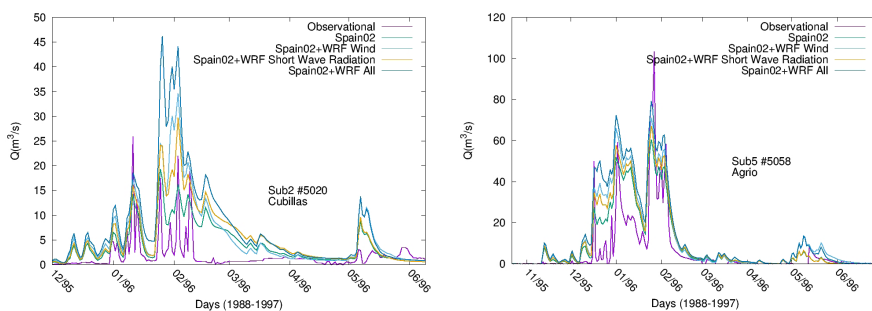 50
45
40
35
30
25
20
15
10
5
0
Q(m³/s)
Observational
Spain02
Spain02+WRF Wind
Spain02+WRF Short Wave Radiation
Spain02+WRF All
Sub2 #5020
Cubillas
12/96
01/96
02/96
03/96
04/96
05/96
06/96
Days (1988-1997)
120
100
80
60
40
20
0
Q(m³/s)
Observational
Spain02
Spain02+WRF Wind
Spain02+WRF Short Wave Radiation
Spain02+WRF All
Sub5 #5058
Agrio
11/96
12/96
01/96
02/96
03/96
04/96
05/96
06/96
Days (1988-1997)